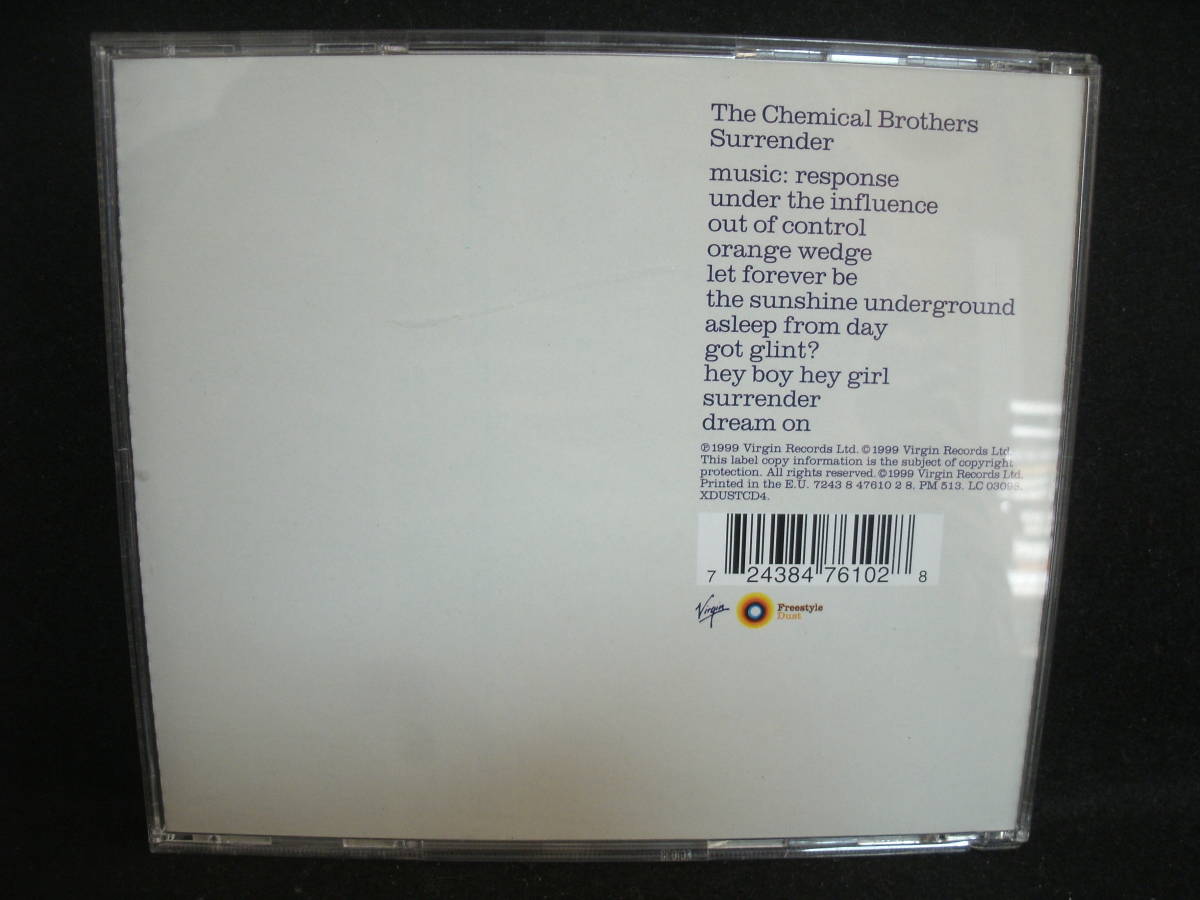 The Chemical Brothers
Surrender
music: response
under the influence
out of control
orange wedge
let forever be
the sunshine underground
asleep from day
got glint?
hey boy hey girl
surrender
dream on
℗1999 Virgin Records Ltd. ©1999 Virgin Records Ltd.
This label copy information is the subject of copyright
protection. All rights reserved. ©1999 Virgin Records Ltd.
Printed in the E.U. 7243 8 47610 2 8. PM 513. LC 03098.
XDUSTCD4.
7 24384 76102 8
Virgin
Freestyle
Dust